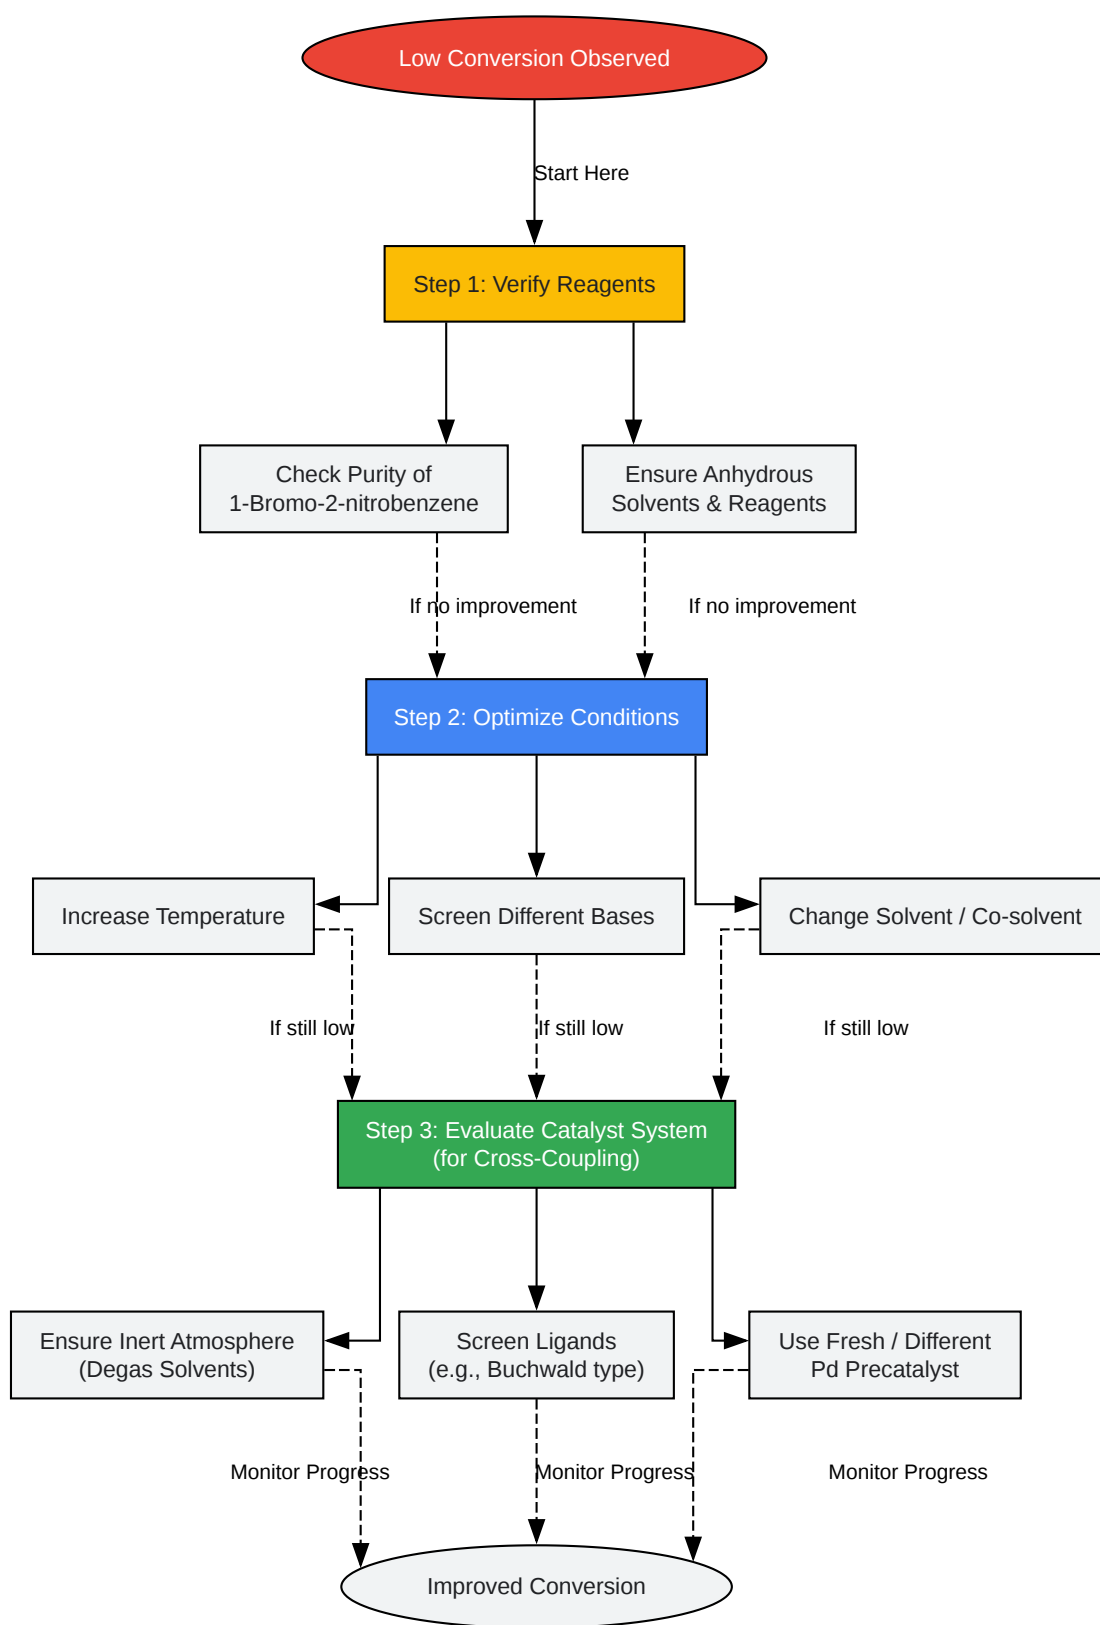 Low Conversion Observed
Start Here
Step 1: Verify Reagents
Check Purity of
1-Bromo-2-nitrobenzene
Ensure Anhydrous
Solvents & Reagents
If no improvement
If no improvement
Step 2: Optimize Conditions
Increase Temperature
Screen Different Bases
Change Solvent / Co-solvent
If still low
If still low
If still low
Step 3: Evaluate Catalyst System
(for Cross-Coupling)
Ensure Inert Atmosphere
(Degas Solvents)
Screen Ligands
(e.g., Buchwald type)
Use Fresh / Different
Pd Precatalyst
Monitor Progress
Monitor Progress
Monitor Progress
Improved Conversion